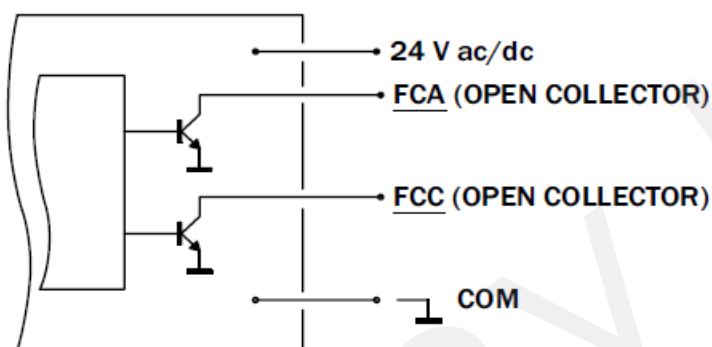 24 V ac/dc
FCA (OPEN COLLECTOR)
FCC (OPEN COLLECTOR)
COM